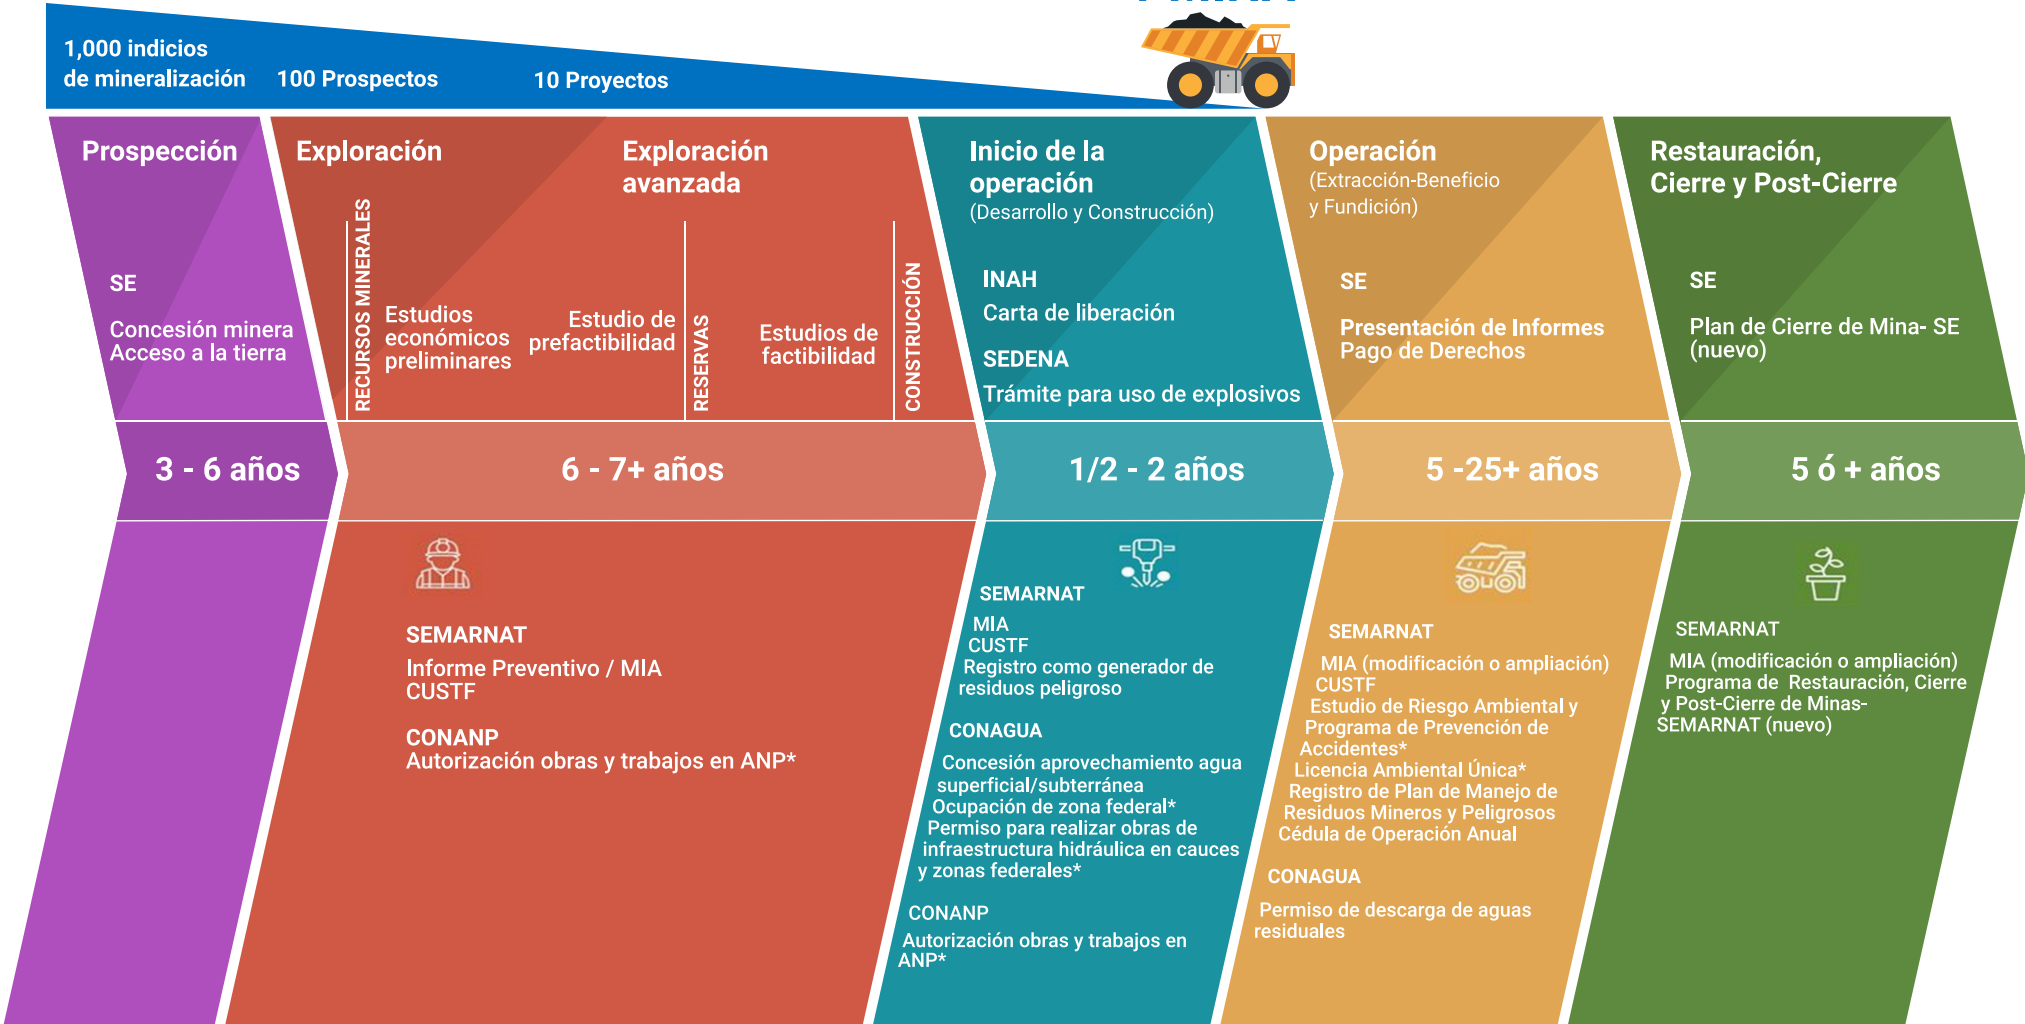 1,000 indicios
de mineralización
100 Prospectos
10 Proyectos
Prospección
SE
Concesión minera
Acceso a la tierra
3 - 6 años
Exploración
Exploración
avanzada
RECURSOS MINERALES
Estudios
económicos
preliminares
Estudio de
prefactibilidad
RESERVAS
Estudios de
factibilidad
CONSTRUCCIÓN
6 - 7+ años
SEMARNAT
Informe Preventivo / MIA
CUSTF
CONANP
Autorización obras y trabajos en ANP*
Inicio de la
operación
(Desarrollo y Construcción)
INAH
Carta de liberación
SEDENA
Trámite para uso de explosivos
1/2 - 2 años
SEMARNAT
MIA
CUSTF
Registro como generador de
residuos peligroso
CONAGUA
Concesión aprovechamiento agua
superficial/subterránea
Ocupación de zona federal*
Permiso para realizar obras de
infraestructura hidráulica en cauces
y zonas federales*
CONANP
Autorización obras y trabajos en
ANP*
Operación
(Extracción-Beneficio
y Fundición)
SE
Presentación de Informes
Pago de Derechos
5 -25+ años
SEMARNAT
MIA (modificación o ampliación)
CUSTF
Estudio de Riesgo Ambiental y
Programa de Prevención de
Accidentes*
Licencia Ambiental Única*
Registro de Plan de Manejo de
Residuos Mineros y Peligrosos
Cédula de Operación Anual
CONAGUA
Permiso de descarga de aguas
residuales
Restauración,
Cierre y Post-Cierre
SE
Plan de Cierre de Mina- SE
(nuevo)
5 ó + años
SEMARNAT
MIA (modificación o ampliación)
Programa de  Restauración, Cierre
y Post-Cierre de Minas-
SEMARNAT (nuevo)